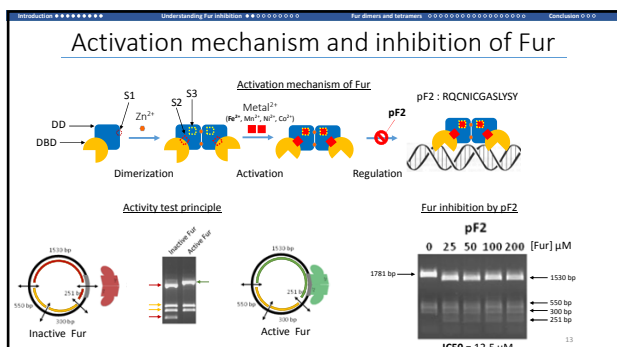 Introduction
Understanding Fur inhibition
Fur dimers and tetramers
Conclusion
Activation mechanism and inhibition of Fur
Activation mechanism of Fur
pF2 : RQCNICGASLYSY
S1
S3
S2
Zn²⁺
Metal²⁺
(Fe²⁺, Mn²⁺, Ni²⁺, Co²⁺)
pF2
DD
DBD
Dimerization
Activation
Regulation
Activity test principle
Fur inhibition by pF2
Inactive Fur
Active Fur
pF2
0 25 50 100 200 [Fur] µM
1533 bp
251 bp
550 bp
300 bp
Inactive Fur
1533 bp
550 bp
300 bp
Active Fur
1781 bp
1530 bp
550 bp
300 bp
251 bp
IC50 = 12.5 µM
13